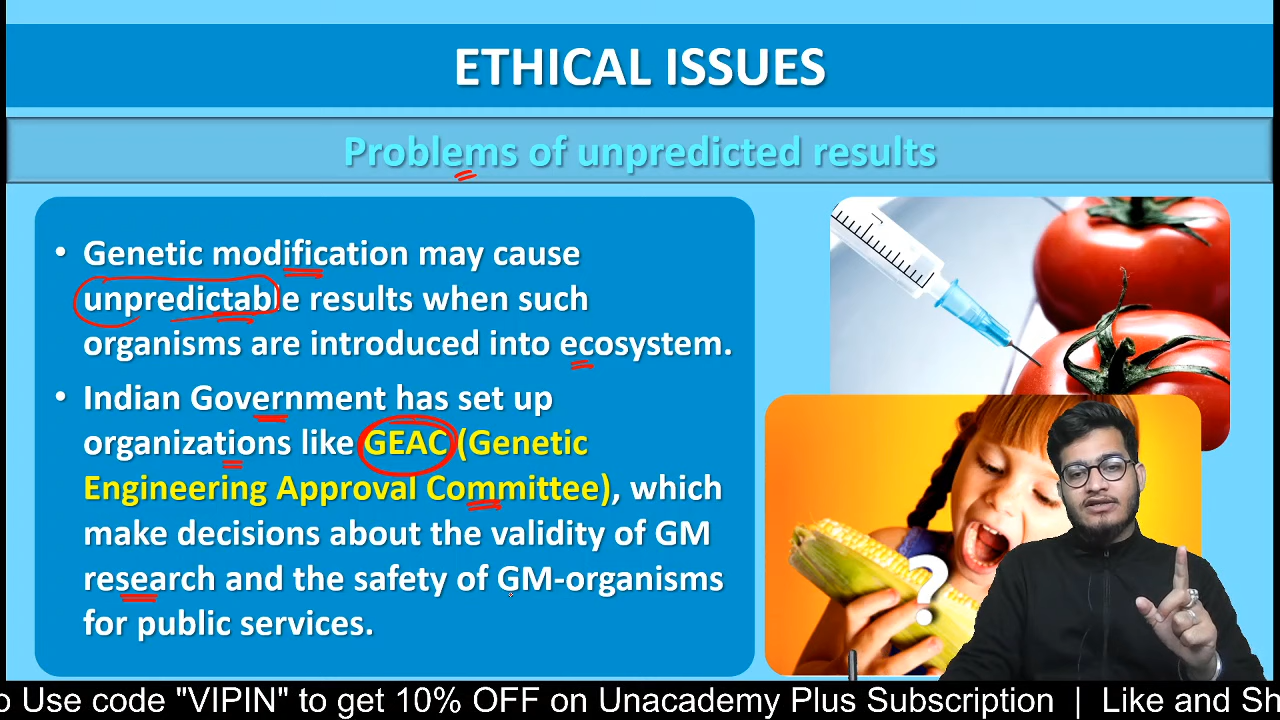 ETHICAL ISSUES
Problems of unpredicted results
• Genetic modification may cause
unpredictable results when such
organisms are introduced into ecosystem.
• Indian Government has set up
organizations like GEAC (Genetic
Engineering Approval Committee), which
make decisions about the validity of GM
research and the safety of GM-organisms
for public services.
?
o Use code "VIPIN" to get 10% OFF on Unacademy Plus Subscription | Like and Sh